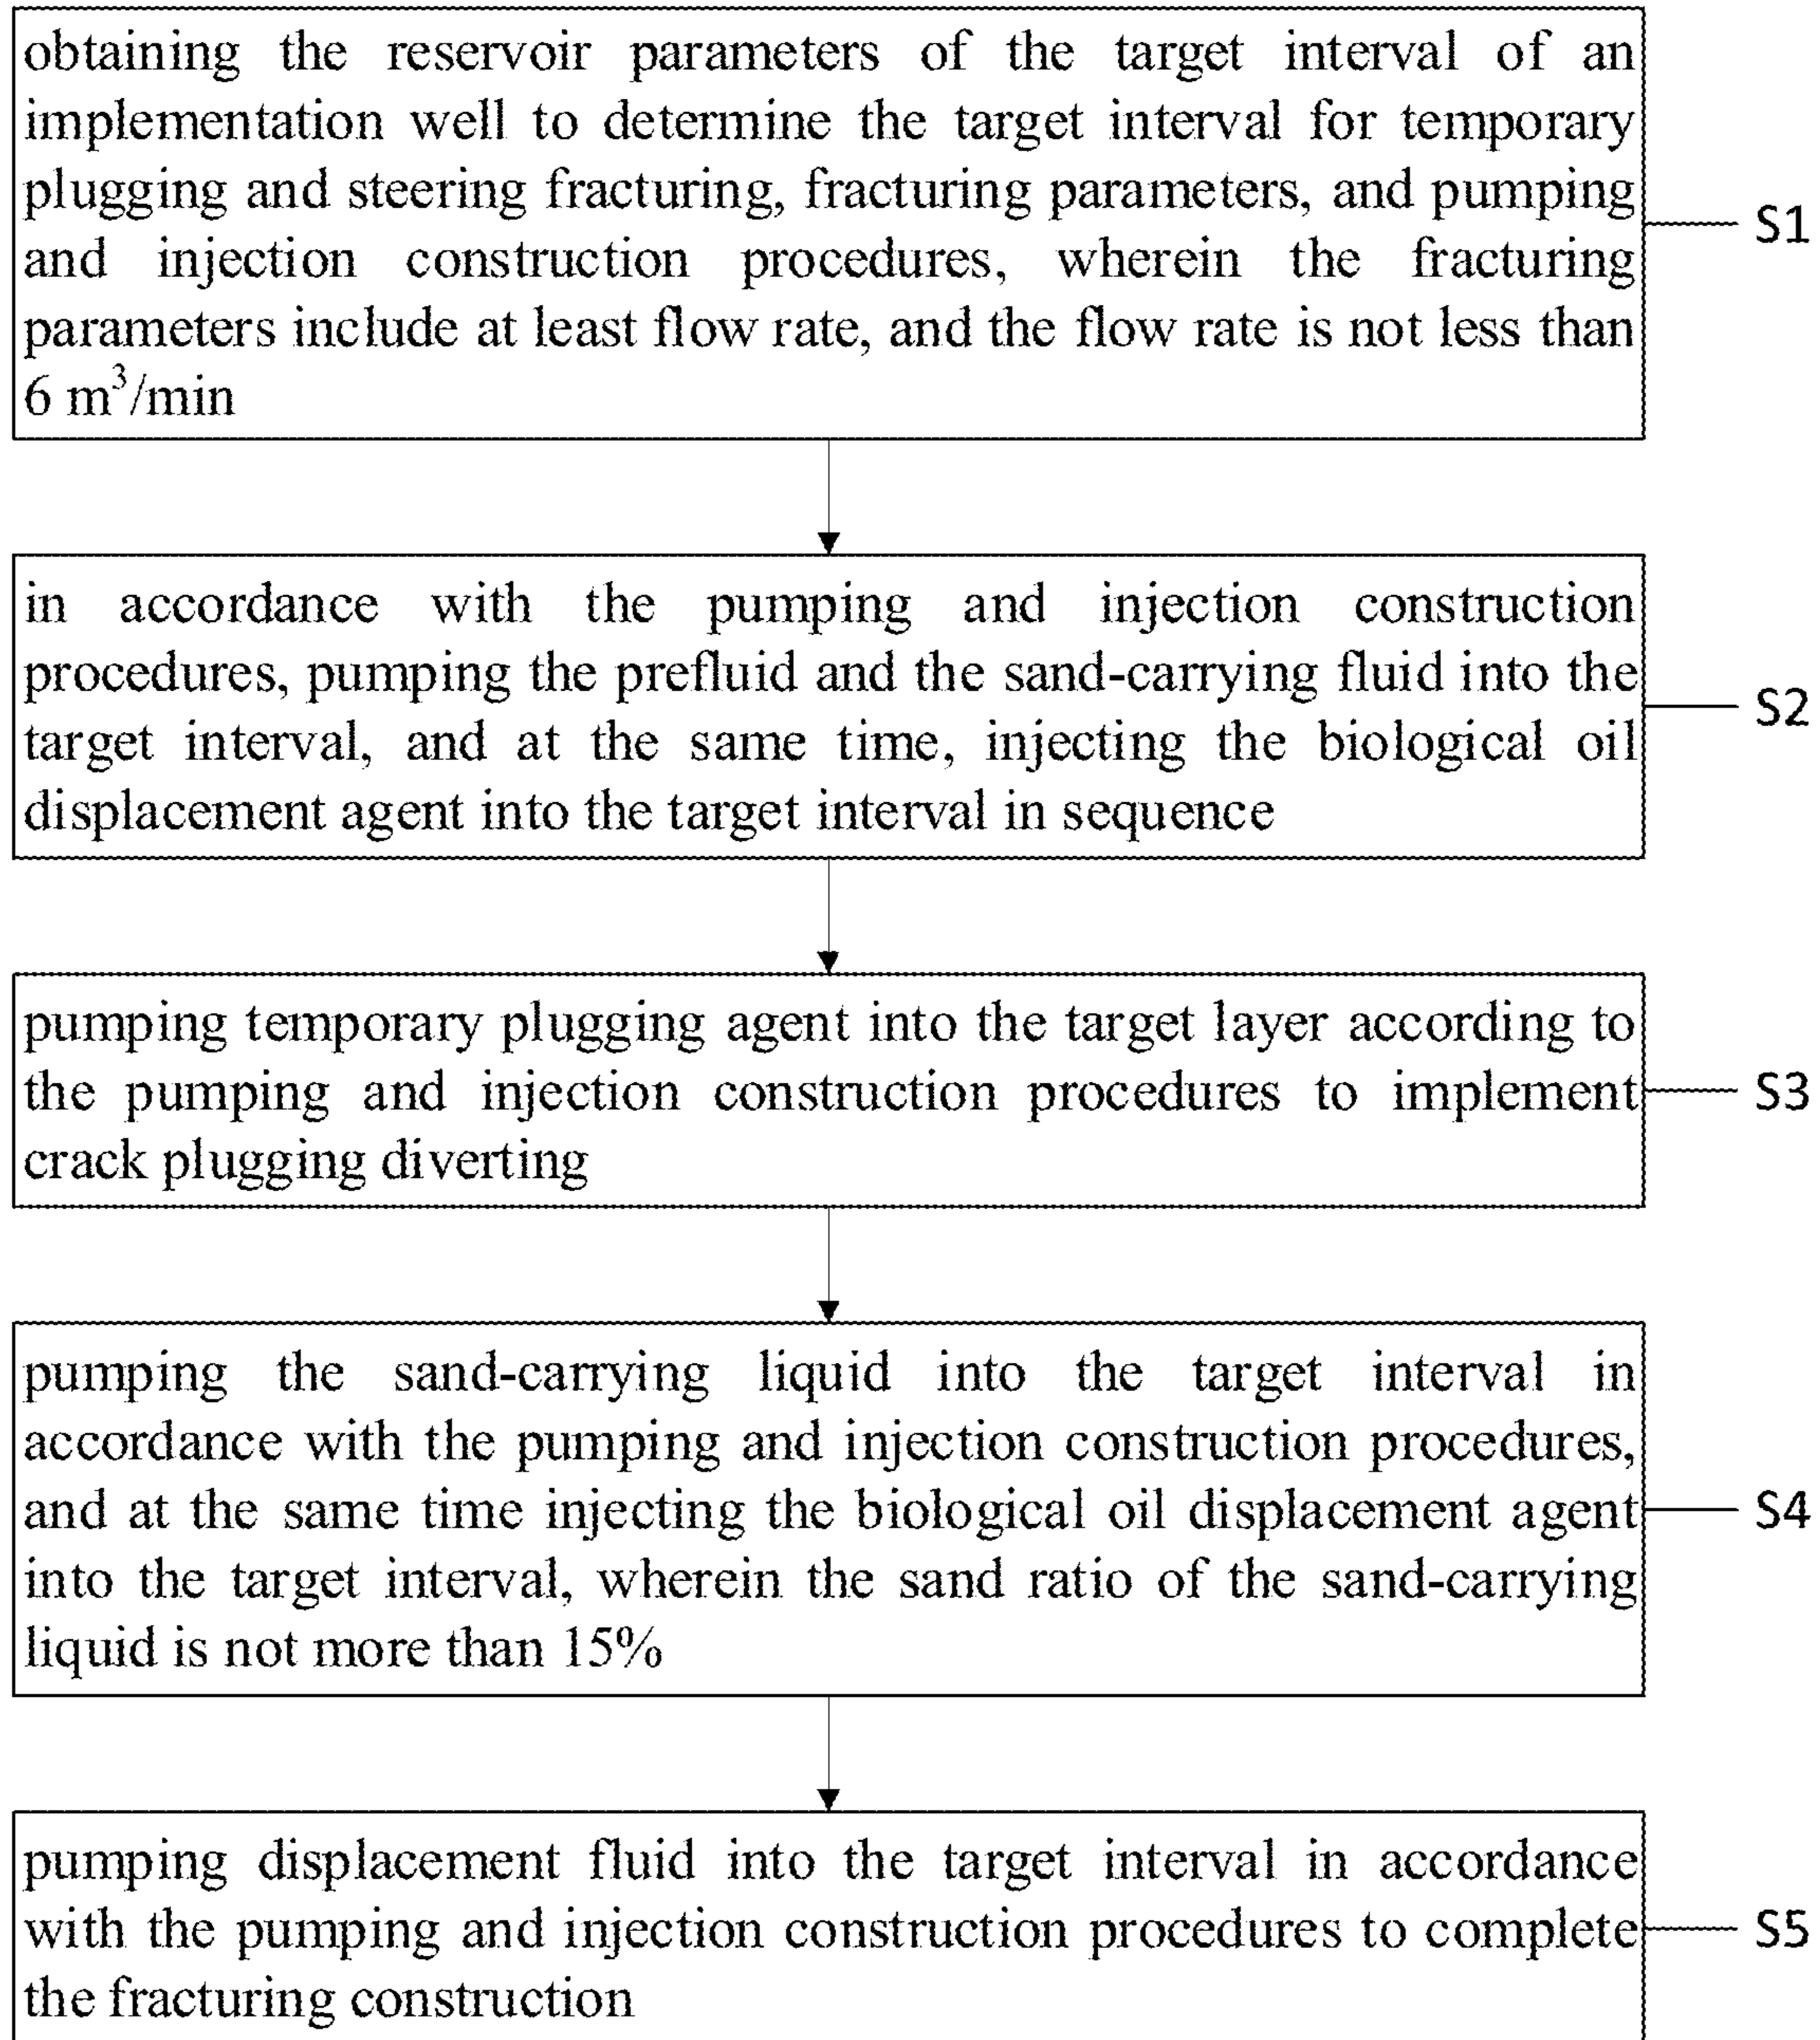 obtaining the reservoir parameters of the target interval of an
implementation well to determine the target interval for temporary
plugging and steering fracturing, fracturing parameters, and pumping
and injection construction procedures, wherein the fracturing
parameters include at least flow rate, and the flow rate is not less than
6 m³/min
S1
in accordance with the pumping and injection construction
procedures, pumping the prefluid and the sand-carrying fluid into the
target interval, and at the same time, injecting the biological oil
displacement agent into the target interval in sequence
S2
pumping temporary plugging agent into the target layer according to
the pumping and injection construction procedures to implement
crack plugging diverting
S3
pumping the sand-carrying liquid into the target interval in
accordance with the pumping and injection construction procedures,
and at the same time injecting the biological oil displacement agent
into the target interval, wherein the sand ratio of the sand-carrying
liquid is not more than 15%
S4
pumping displacement fluid into the target interval in accordance
with the pumping and injection construction procedures to complete
the fracturing construction
S5